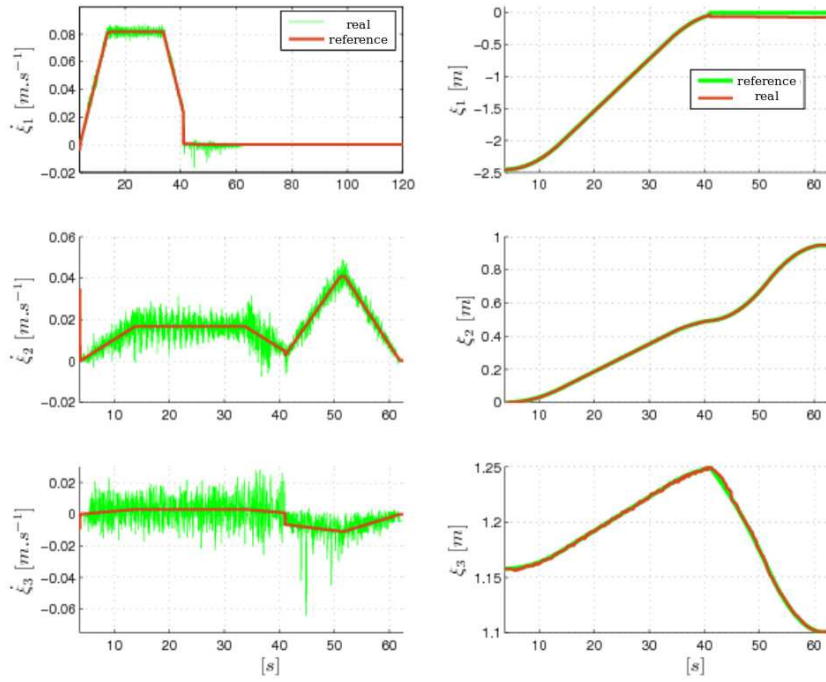 real
reference
0.08
0.06
0.04
0.02
0
−0.02
20 40 60 80 100 120
ξ̇₁ [m.s⁻¹]
0
−0.5
−1
−1.5
−2
−2.5
10 20 30 40 50 60
ξ₁ [m]
reference
real
0.06
0.04
0.02
0
−0.02
10 20 30 40 50 60
ξ̇₂ [m.s⁻¹]
1
0.8
0.6
0.4
0.2
0
10 20 30 40 50 60
ξ₂ [m]
0.02
0
−0.02
−0.04
−0.06
10 20 30 40 50 60
ξ̇₃ [m.s⁻¹]
[s]
1.25
1.2
1.15
1.1
10 20 30 40 50 60
ξ₃ [m]
[s]